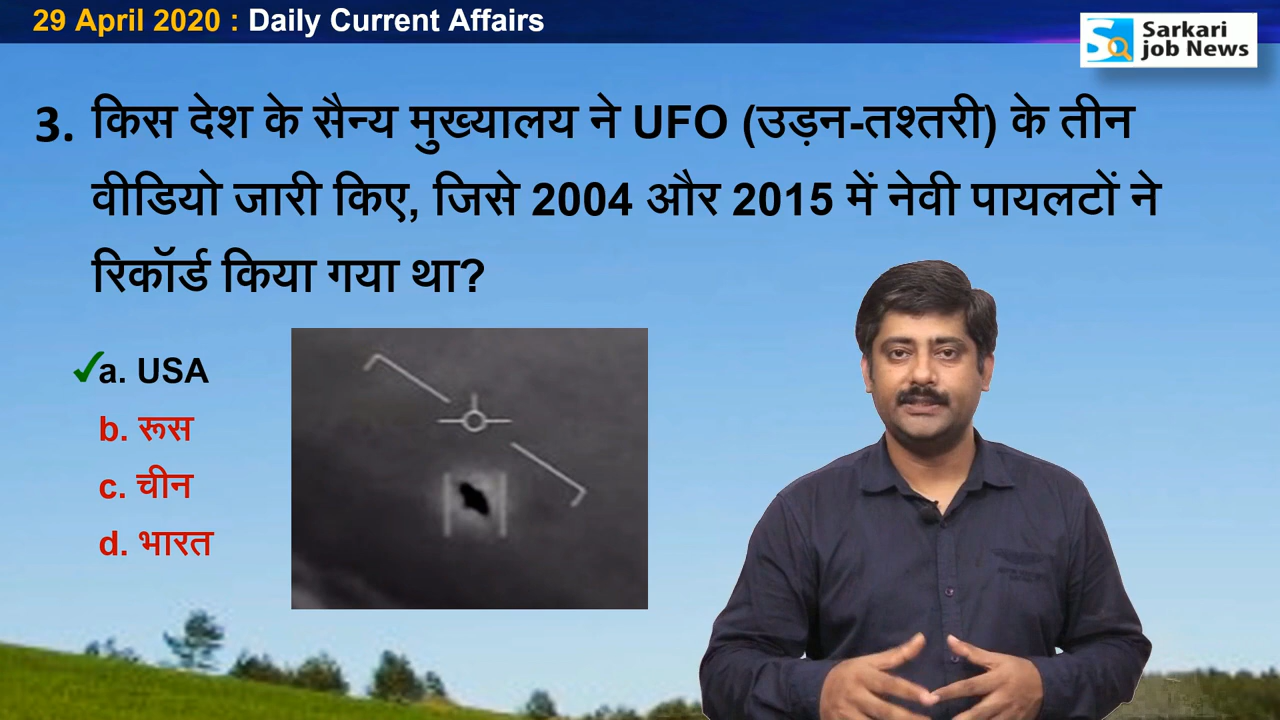 29 April 2020 : Daily Current Affairs
Sarkari
job News
3. किस देश के सैन्य मुख्यालय ने UFO (उड़न-तश्तरी) के तीन
वीडियो जारी किए, जिसे 2004 और 2015 में नेवी पायलटों ने
रिकॉर्ड किया गया था?
a. USA
b. रूस
c. चीन
d. भारत